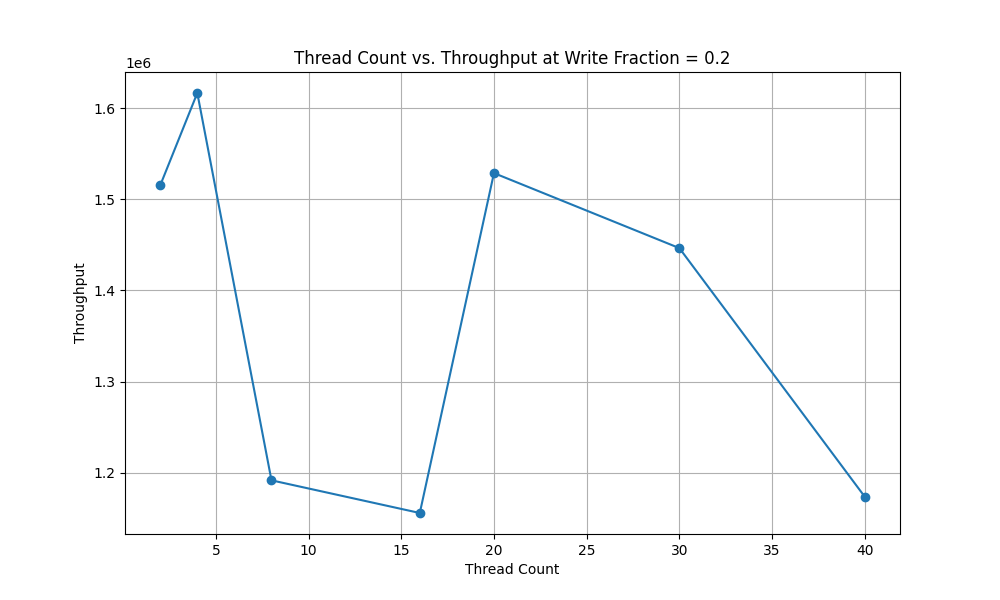 Thread Count vs. Throughput at Write Fraction = 0.2
1e6
1.6
1.5
1.4
1.3
1.2
Throughput
5 10 15 20 25 30 35 40
Thread Count